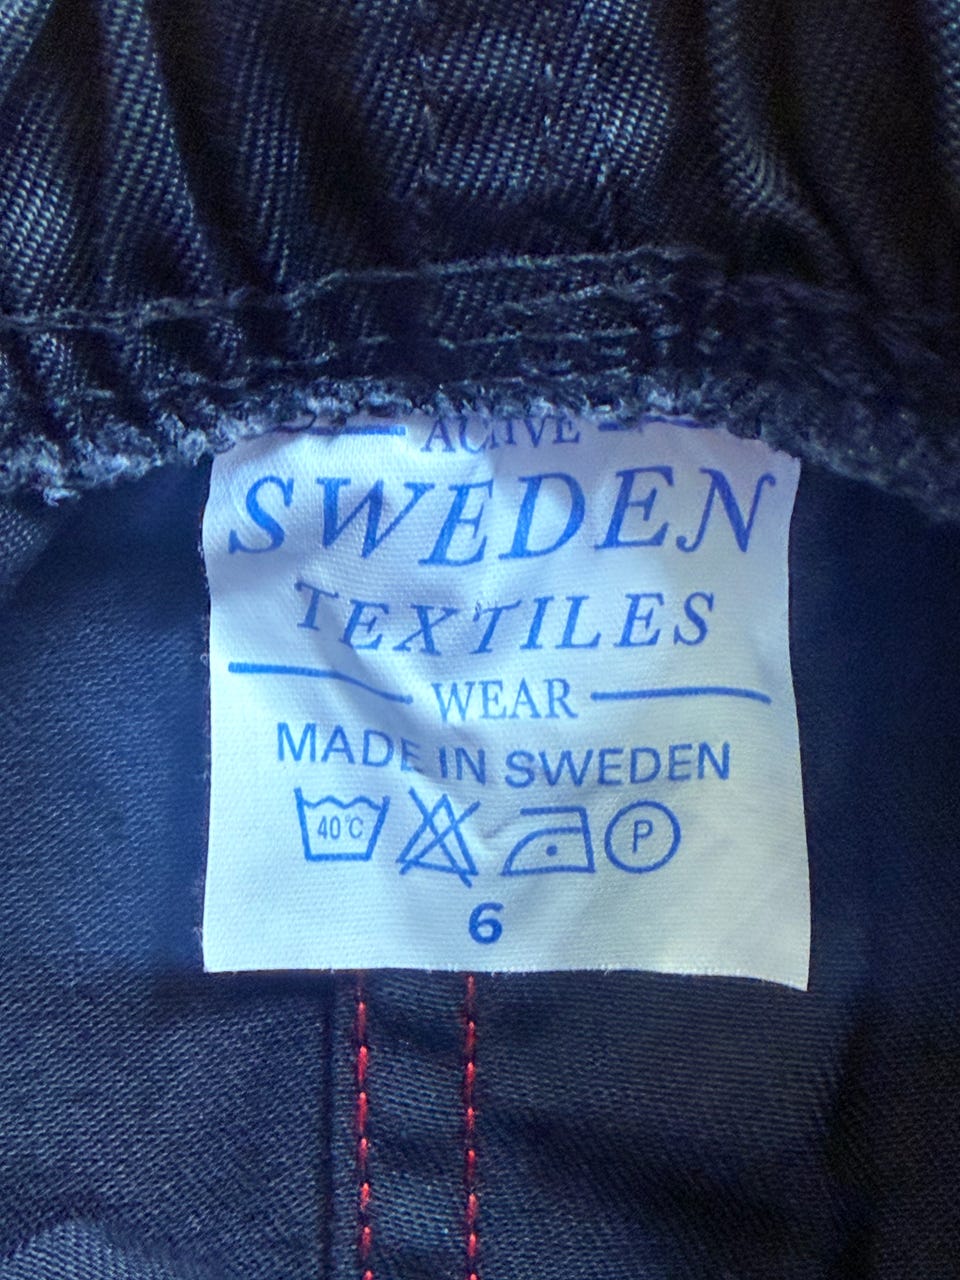 ACTIVE
SWEDEN
TEXTILES
WEAR
MADE IN SWEDEN
40°C P
6